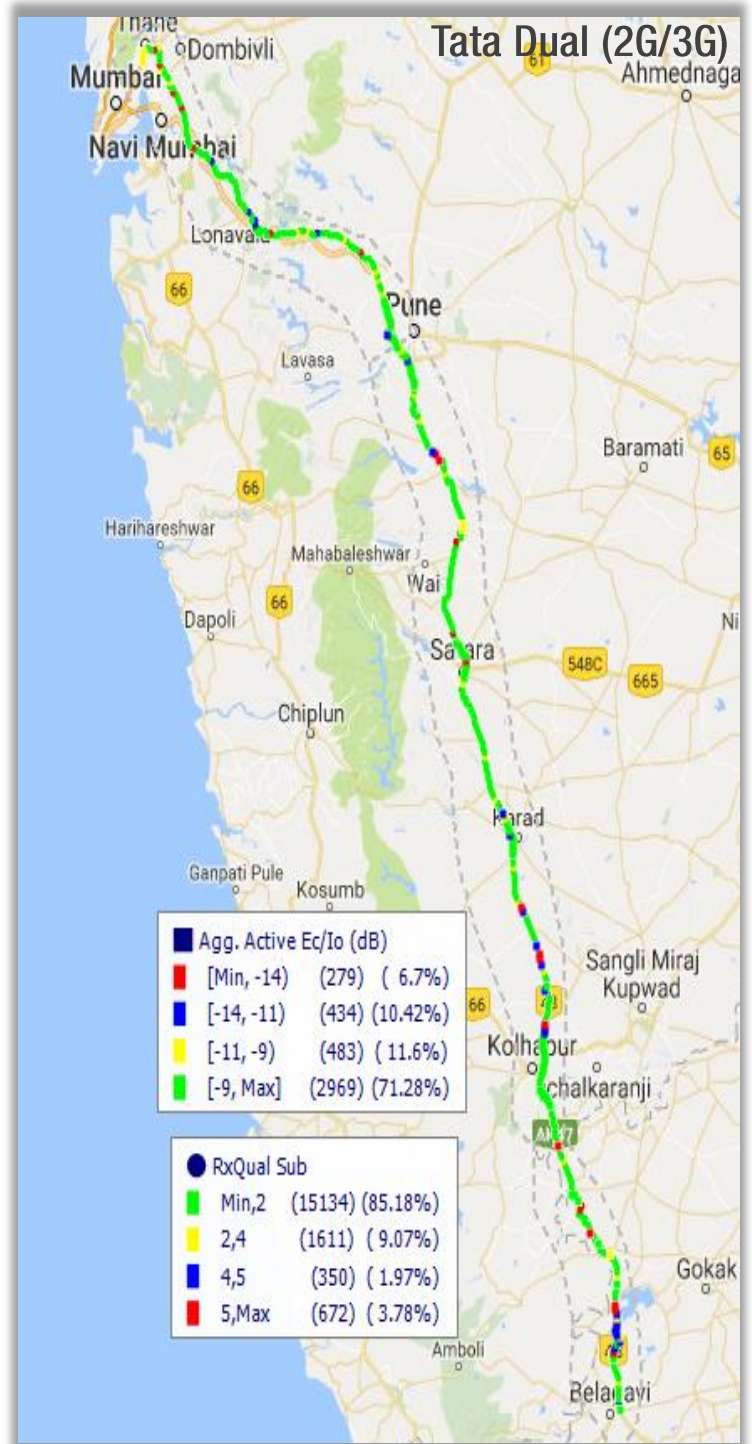 Thane
Tata Dual (2G/3G)
Dombivli
61
Mumbai
Ahmednaga
Navi Mumbai
Lonavala
66
Pune
Lavasa
Baramati
65
66
Harihareshwar
Mahabaleshwar
Wai
66
Dapoli
Ni
Satara
548C
665
Chiplun
Karad
Ganpati Pule
Kosumb
Agg. Active Ec/Io (dB)
[Min, -14) (279) ( 6.7%)
[-14, -11) (434) (10.42%)
[-11, -9) (483) ( 11.6%)
[-9, Max] (2969) (71.28%)
Sangli Miraj
Kupwad
66
Kolhapur
chalkaranji
RxQual Sub
Min,2 (15134) (85.18%)
2,4 (1611) ( 9.07%)
4,5 (350) ( 1.97%)
5,Max (672) ( 3.78%)
Gokak
Amboli
Belagavi